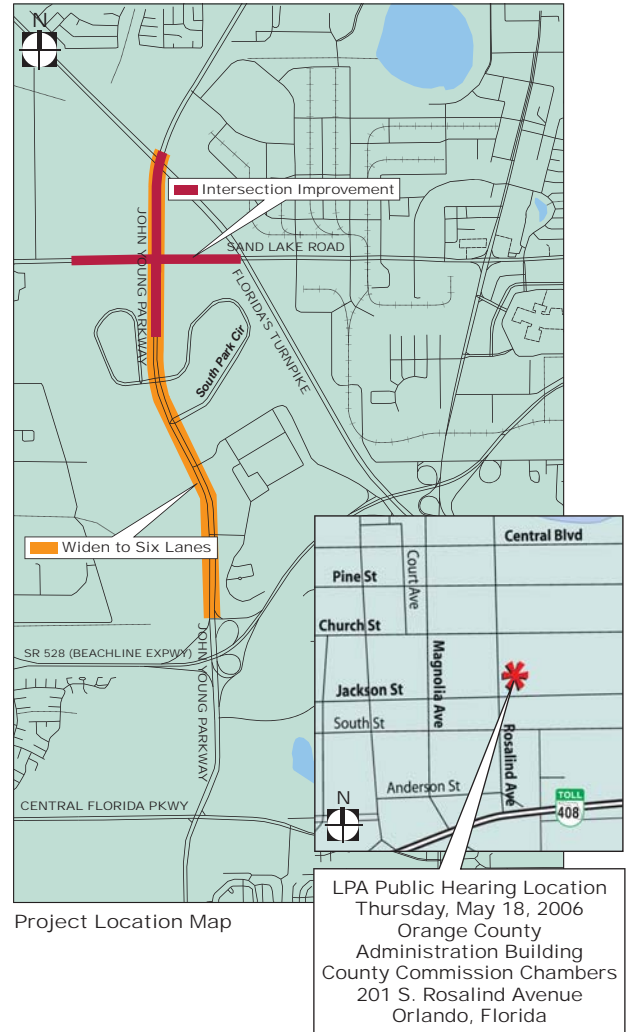 N
Intersection Improvement
JOHN YOUNG PARKWAY
SAND LAKE ROAD
FLORIDA'S TURNPIKE
South Park Cir
Widen to Six Lanes
SR 528 (BEACHLINE EXPWY)
JOHN YOUNG PARKWAY
CENTRAL FLORIDA PKWY
Central Blvd
Court Ave
Pine St
Church St
Magnolia Ave
Jackson St
South St
Rosalind Ave
Anderson St
TOLL
408
N
Project Location Map
LPA Public Hearing Location
Thursday, May 18, 2006
Orange County
Administration Building
County Commission Chambers
201 S. Rosalind Avenue
Orlando, Florida